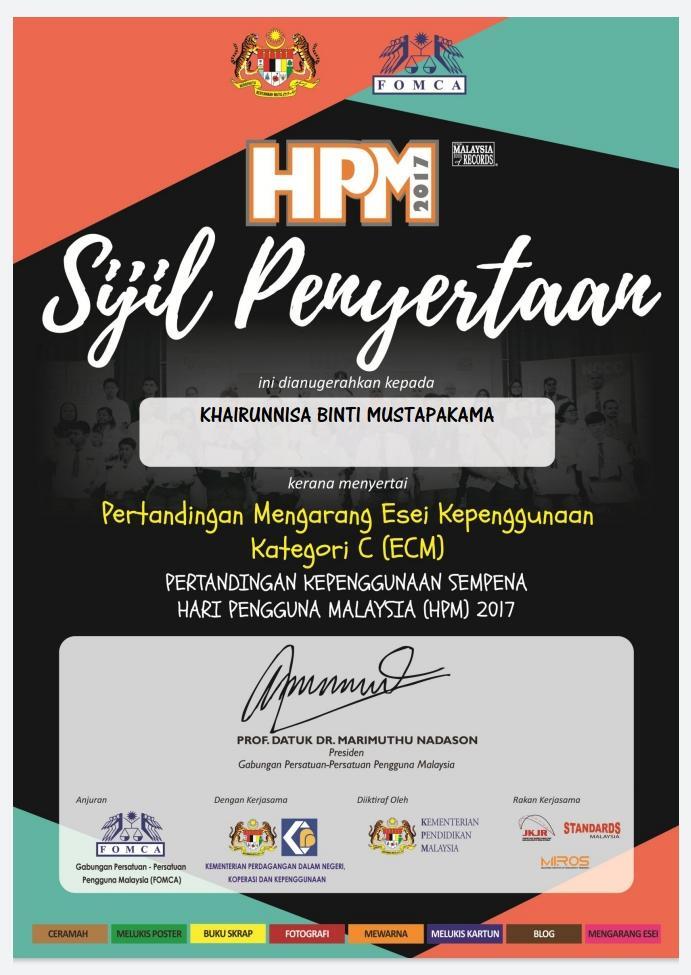 FOMCA
HPM 2017
MALAYSIA
BOOK of RECORDS
Sijil Penyertaan
ini dianugerahkan kepada
KHAIRUNNISA BINTI MUSTAPAKAMA
kerana menyertai
Pertandingan Mengarang Esei Kepenggunaan
Kategori C (ECM)
PERTANDINGAN KEPENGGUNAAN SEMPENA
HARI PENGGUNA MALAYSIA (HPM) 2017
PROF. DATUK DR. MARIMUTHU NADASON
Presiden
Gabungan Persatuan-Persatuan Pengguna Malaysia
Anjuran
FOMCA
Gabungan Persatuan - Persatuan
Pengguna Malaysia (FOMCA)
Dengan Kerjasama
KEMENTERIAN PERDAGANGAN DALAM NEGERI,
KOPERASI DAN KEPENGGUNAAN
Diiktiraf Oleh
KEMENTERIAN
PENDIDIKAN
MALAYSIA
Rakan Kerjasama
JKJR
STANDARDS
MALAYSIA
MIROS
CERAMAH
MELUKIS POSTER
BUKU SKRAP
FOTOGRAFI
MEWARNA
MELUKIS KARTUN
BLOG
MENGARANG ESEI